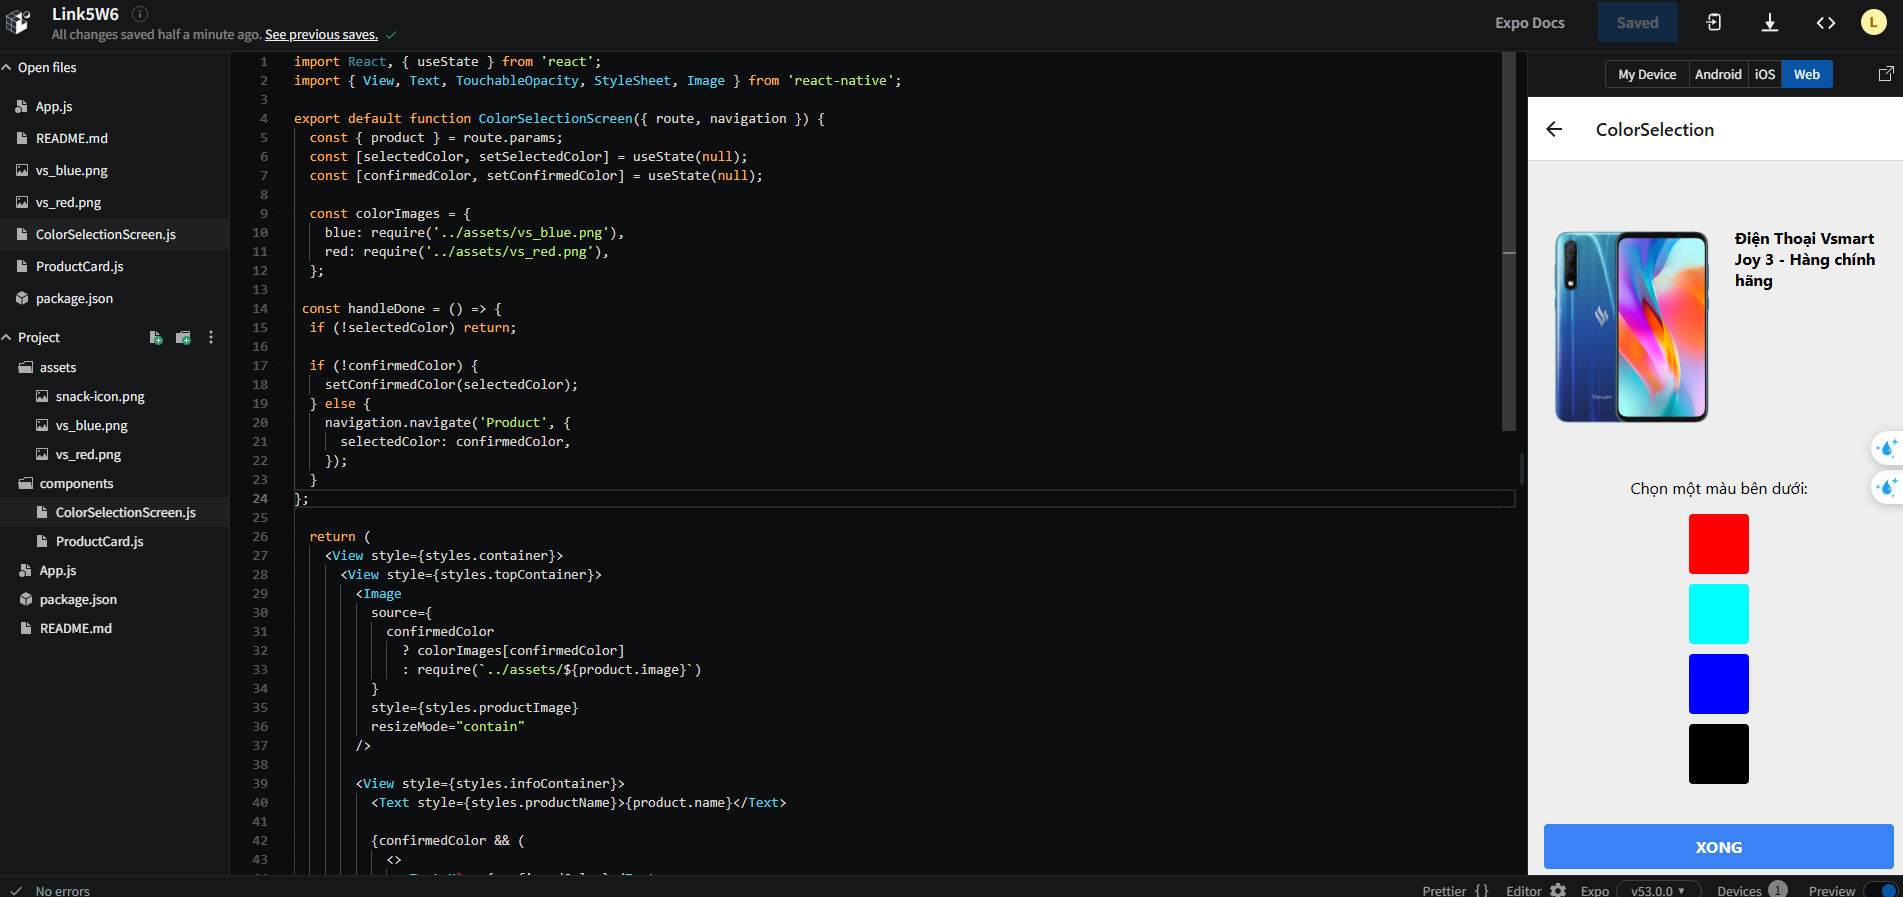 Link5W6
All changes saved half a minute ago. See previous saves.
Expo Docs
Saved
L
Open files
App.js
README.md
vs_blue.png
vs_red.png
ColorSelectionScreen.js
ProductCard.js
package.json
Project
assets
snack-icon.png
vs_blue.png
vs_red.png
components
ColorSelectionScreen.js
ProductCard.js
App.js
package.json
README.md
1 import React, { useState } from 'react';
2 import { View, Text, TouchableOpacity, StyleSheet, Image } from 'react-native';
3
4 export default function ColorSelectionScreen({ route, navigation }) {
5 const { product } = route.params;
6 const [selectedColor, setSelectedColor] = useState(null);
7 const [confirmedColor, setConfirmedColor] = useState(null);
8
9 const colorImages = {
10 blue: require('../assets/vs_blue.png'),
11 red: require('../assets/vs_red.png'),
12 };
13
14 const handleDone = () => {
15 if (!selectedColor) return;
16
17 if (!confirmedColor) {
18 setConfirmedColor(selectedColor);
19 } else {
20 navigation.navigate('Product', {
21 selectedColor: confirmedColor,
22 });
23 }
24 };
25
26 return (
27 <View style={styles.container}>
28 <View style={styles.topContainer}>
29 <Image
30 source={
31 confirmedColor
32 ? colorImages[confirmedColor]
33 : require(`../assets/${product.image}`)
34 }
35 style={styles.productImage}
36 resizeMode="contain"
37 />
38
39 <View style={styles.infoContainer}>
40 <Text style={styles.productName}>{product.name}</Text>
41
42 {confirmedColor && (
43 <>
My Device
Android
iOS
Web
ColorSelection
VSMART
Điện Thoại Vsmart
Joy 3 - Hàng chính
hãng
Chọn một màu bên dưới:
XONG
No errors
Prettier {}
Editor
Expo
v53.0.0
Devices 1
Preview